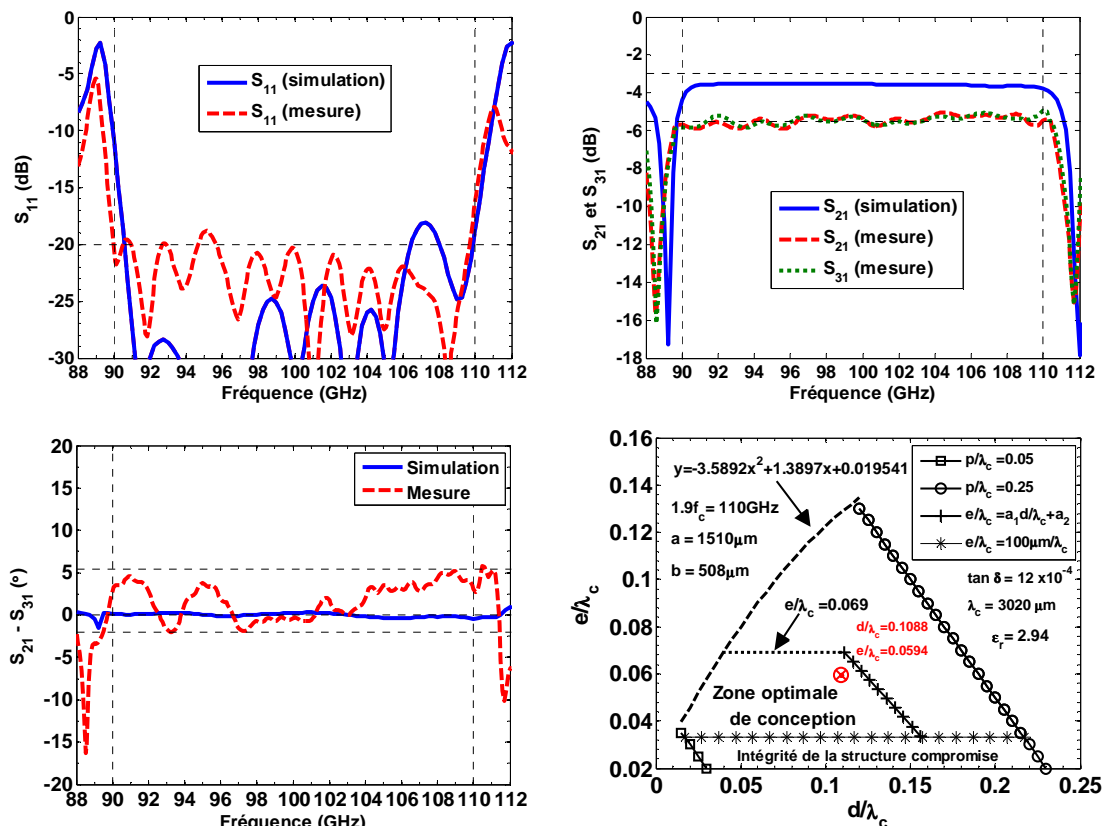 0
-5
-10
-15
-20
-25
-30
88 90 92 94 96 98 100 102 104 106 108 110 112
S11 (dB)
Fréquence (GHz)
S11 (simulation)
S11 (mesure)
0
-2
-4
-6
-8
-10
-12
-14
-16
-18
88 90 92 94 96 98 100 102 104 106 108 110 112
S21 et S31 (dB)
Fréquence (GHz)
S21 (simulation)
S21 (mesure)
S31 (mesure)
20
15
10
5
0
-5
-10
-15
-20
88 90 92 94 96 98 100 102 104 106 108 110 112
S21 - S31 (º)
Fréquence (GHz)
Simulation
Mesure
0.16
0.14
0.12
0.1
0.08
0.06
0.04
0.02
0 0.05 0.1 0.15 0.2 0.25
e/λc
d/λc
y=-3.5892x²+1.3897x+0.019541
1.9fc = 110GHz
a = 1510µm
b = 508µm
p/λc =0.05
p/λc =0.25
e/λc =a1d/λc+a2
e/λc =100µm/λc
tan δ = 12 x10-4
λc = 3020 µm
εr = 2.94
e/λc =0.069
d/λc=0.1088
e/λc=0.0594
Zone optimale
de conception
Intégrité de la structure compromise